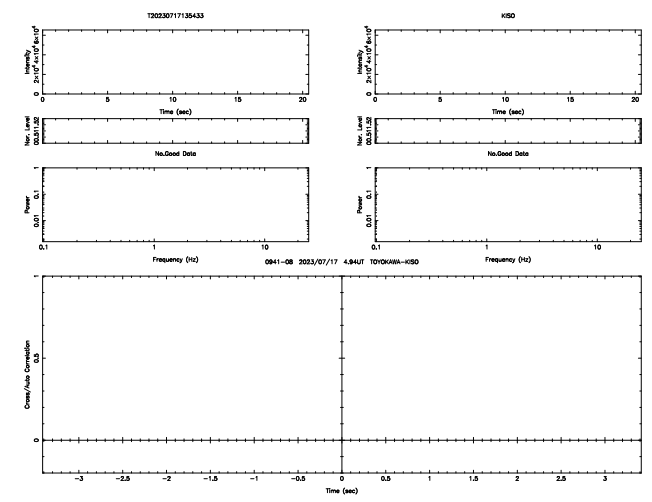 T20230717135433
KISO
Intensity
0 2×10⁴ 4×10⁴ 6×10⁴
0 5 10 15 20
Time (sec)
Intensity
0 2×10⁴ 4×10⁴ 6×10⁴
0 5 10 15 20
Time (sec)
Nor. Level
00.511.52
Nor. Level
00.511.52
No.Good Data
No.Good Data
Power
1
0.1
0.01
0.1 1 10
Frequency (Hz)
Power
1
0.1
0.01
0.1 1 10
Frequency (Hz)
0941-08 2023/07/17 4.94UT TOYOKAWA-KISO
Cross/Auto Correlation
1
0.5
0
-3 -2.5 -2 -1.5 -1 -0.5 0 0.5 1 1.5 2 2.5 3
Time (sec)